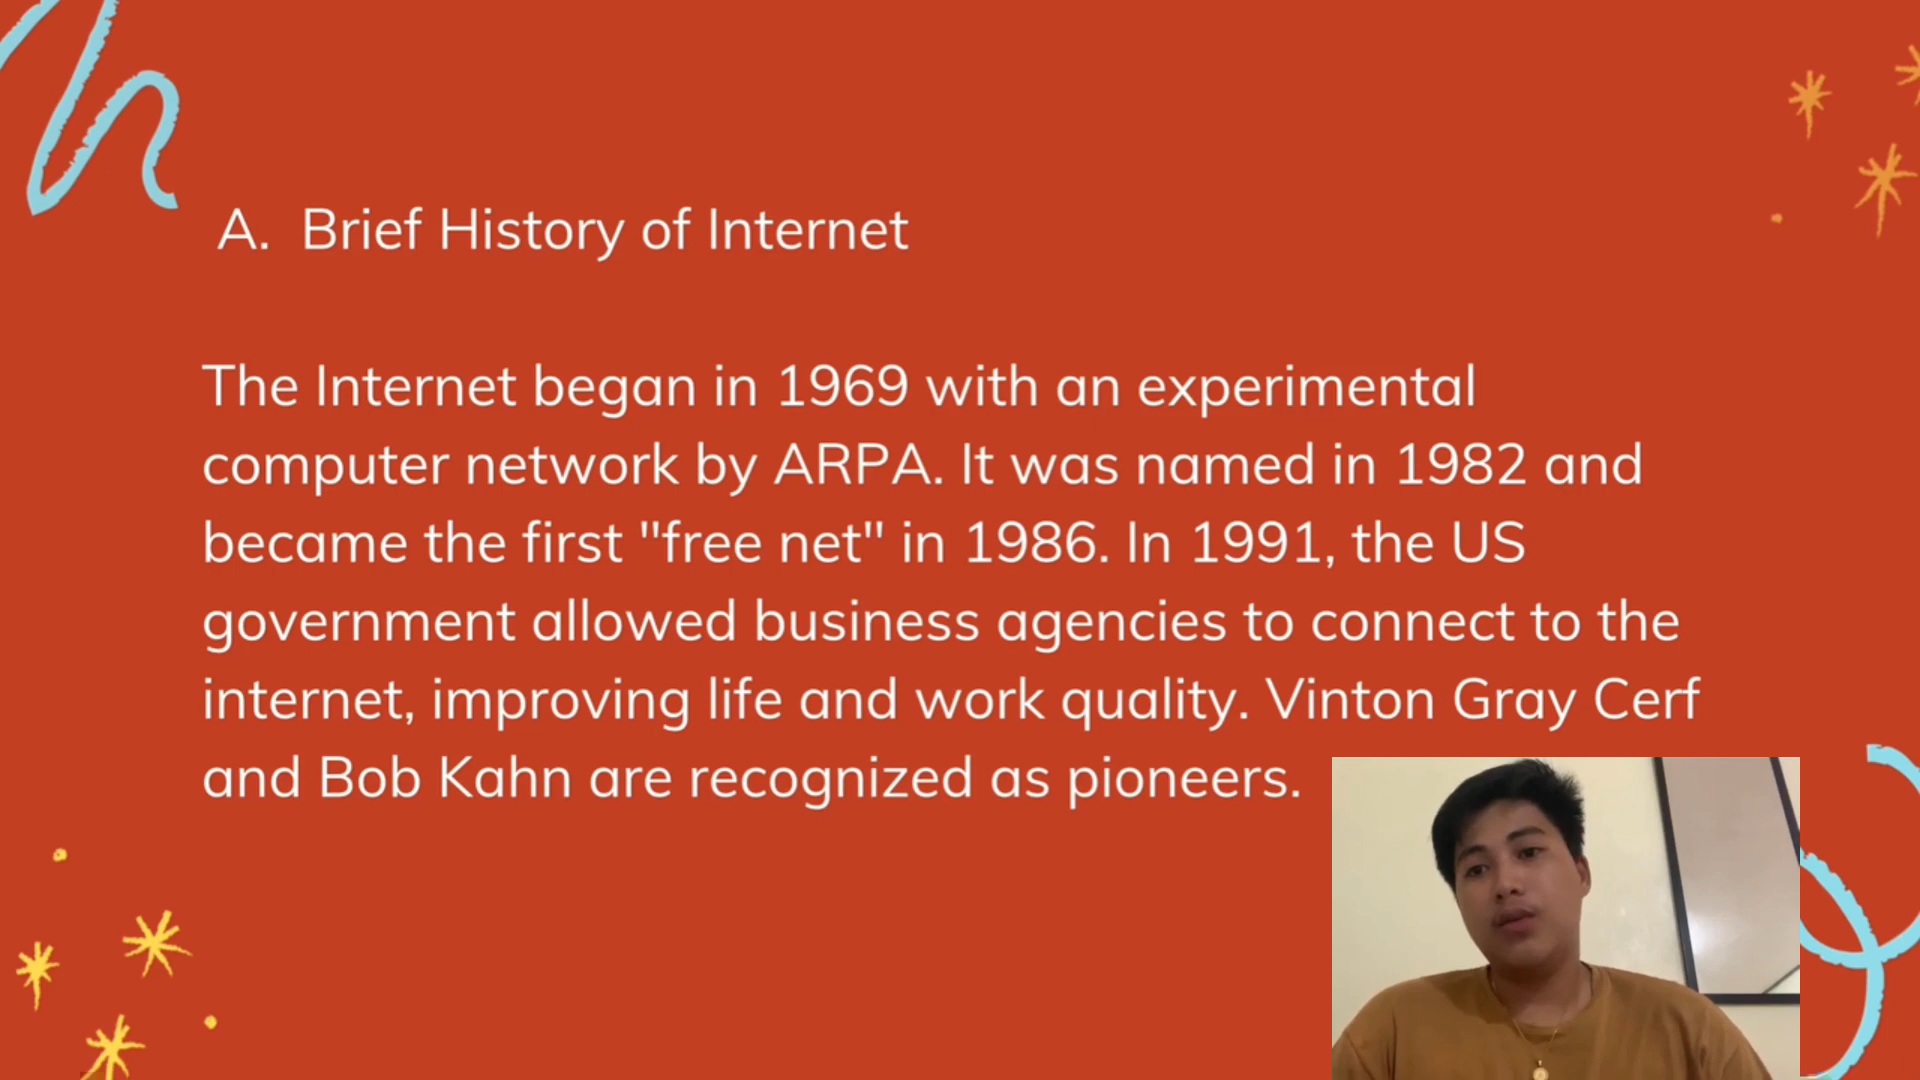 A. Brief History of Internet
The Internet began in 1969 with an experimental
computer network by ARPA. It was named in 1982 and
became the first "free net" in 1986. In 1991, the US
government allowed business agencies to connect to the
internet, improving life and work quality. Vinton Gray Cerf
and Bob Kahn are recognized as pioneers.